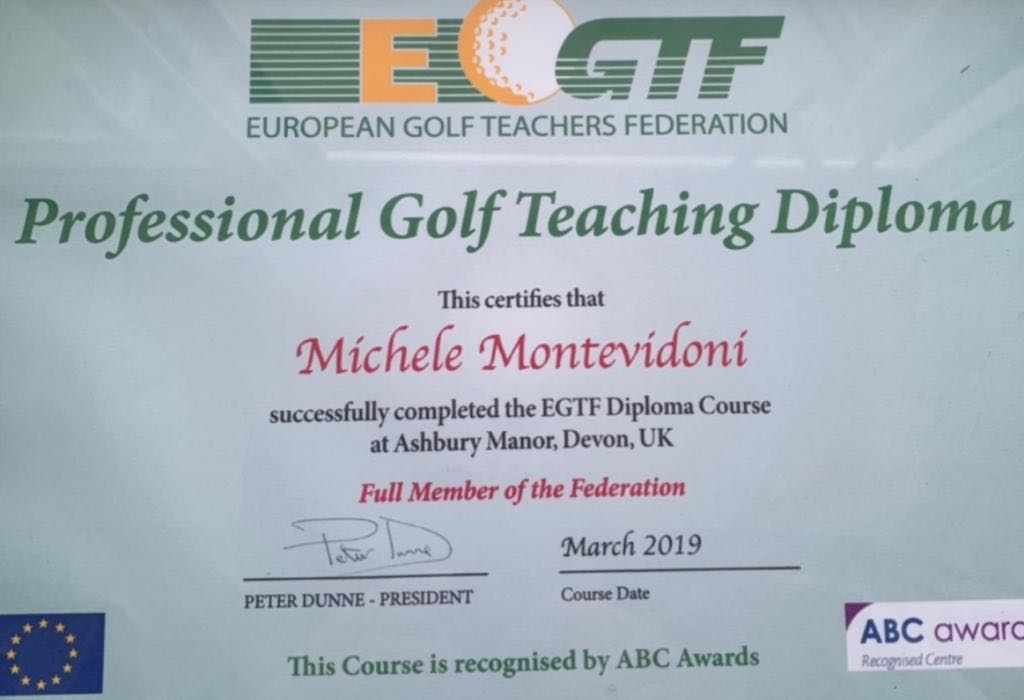 EGTF
EUROPEAN GOLF TEACHERS FEDERATION
Professional Golf Teaching Diploma
This certifies that
Michele Montevidoni
successfully completed the EGTF Diploma Course
at Ashbury Manor, Devon, UK
Full Member of the Federation
Peter Dunne
March 2019
PETER DUNNE - PRESIDENT
Course Date
This Course is recognised by ABC Awards
ABC award
Recognised Centre